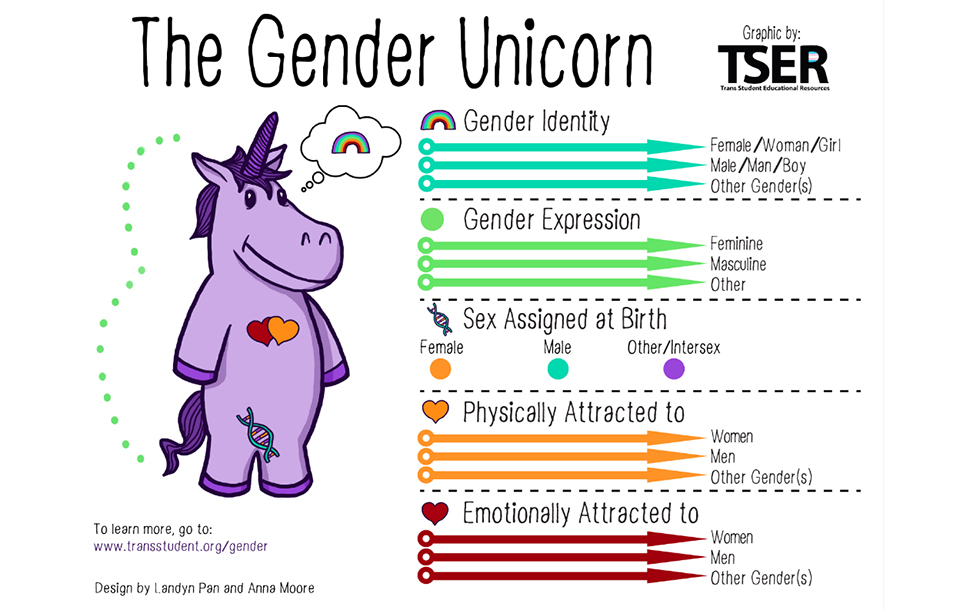 The Gender Unicorn
Graphic by:
TSER
Trans Student Educational Resources
Gender Identity
Female/Woman/Girl
Male/Man/Boy
Other Gender(s)
Gender Expression
Feminine
Masculine
Other
Sex Assigned at Birth
Female Male Other/Intersex
Physically Attracted to
Women
Men
Other Gender(s)
Emotionally Attracted to
Women
Men
Other Gender(s)
To learn more, go to:
www.transstudent.org/gender
Design by Landyn Pan and Anna Moore